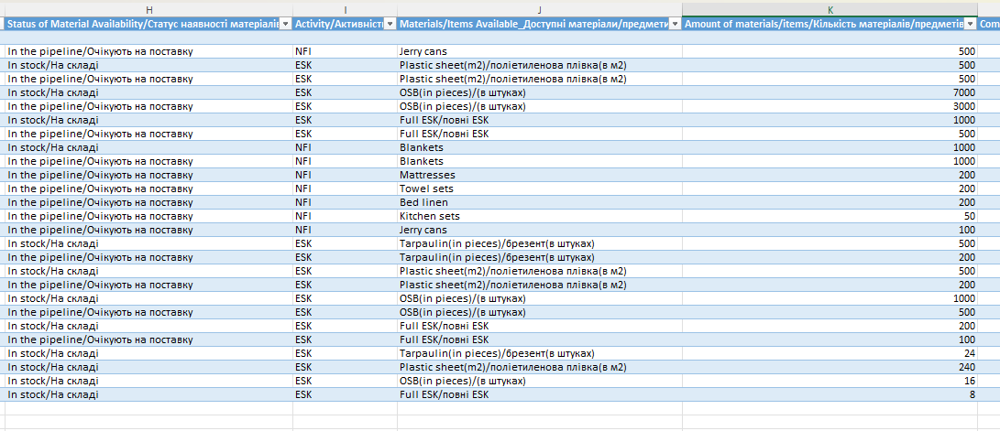 H I J K
Status of Material Availability/Статус наявності матеріалів Activity/Активність Materials/Items Available_Доступні матеріали/предмети Amount of materials/items/Кількість матеріалів/предметів Com
In the pipeline/Очікують на поставку NFI Jerry cans 500
In stock/На складі ESK Plastic sheet(m2)/поліетиленова плівка(в м2) 500
In the pipeline/Очікують на поставку ESK Plastic sheet(m2)/поліетиленова плівка(в м2) 500
In stock/На складі ESK OSB(in pieces)/(в штуках) 7000
In the pipeline/Очікують на поставку ESK OSB(in pieces)/(в штуках) 3000
In stock/На складі ESK Full ESK/повні ESK 1000
In the pipeline/Очікують на поставку ESK Full ESK/повні ESK 500
In stock/На складі NFI Blankets 1000
In the pipeline/Очікують на поставку NFI Blankets 1000
In the pipeline/Очікують на поставку NFI Mattresses 200
In the pipeline/Очікують на поставку NFI Towel sets 200
In the pipeline/Очікують на поставку NFI Bed linen 200
In the pipeline/Очікують на поставку NFI Kitchen sets 50
In the pipeline/Очікують на поставку NFI Jerry cans 100
In stock/На складі ESK Tarpaulin(in pieces)/брезент(в штуках) 500
In the pipeline/Очікують на поставку ESK Tarpaulin(in pieces)/брезент(в штуках) 200
In stock/На складі ESK Plastic sheet(m2)/поліетиленова плівка(в м2) 500
In the pipeline/Очікують на поставку ESK Plastic sheet(m2)/поліетиленова плівка(в м2) 200
In stock/На складі ESK OSB(in pieces)/(в штуках) 1000
In the pipeline/Очікують на поставку ESK OSB(in pieces)/(в штуках) 500
In stock/На складі ESK Full ESK/повні ESK 200
In the pipeline/Очікують на поставку ESK Full ESK/повні ESK 100
In stock/На складі ESK Tarpaulin(in pieces)/брезент(в штуках) 24
In stock/На складі ESK Plastic sheet(m2)/поліетиленова плівка(в м2) 240
In stock/На складі ESK OSB(in pieces)/(в штуках) 16
In stock/На складі ESK Full ESK/повні ESK 8